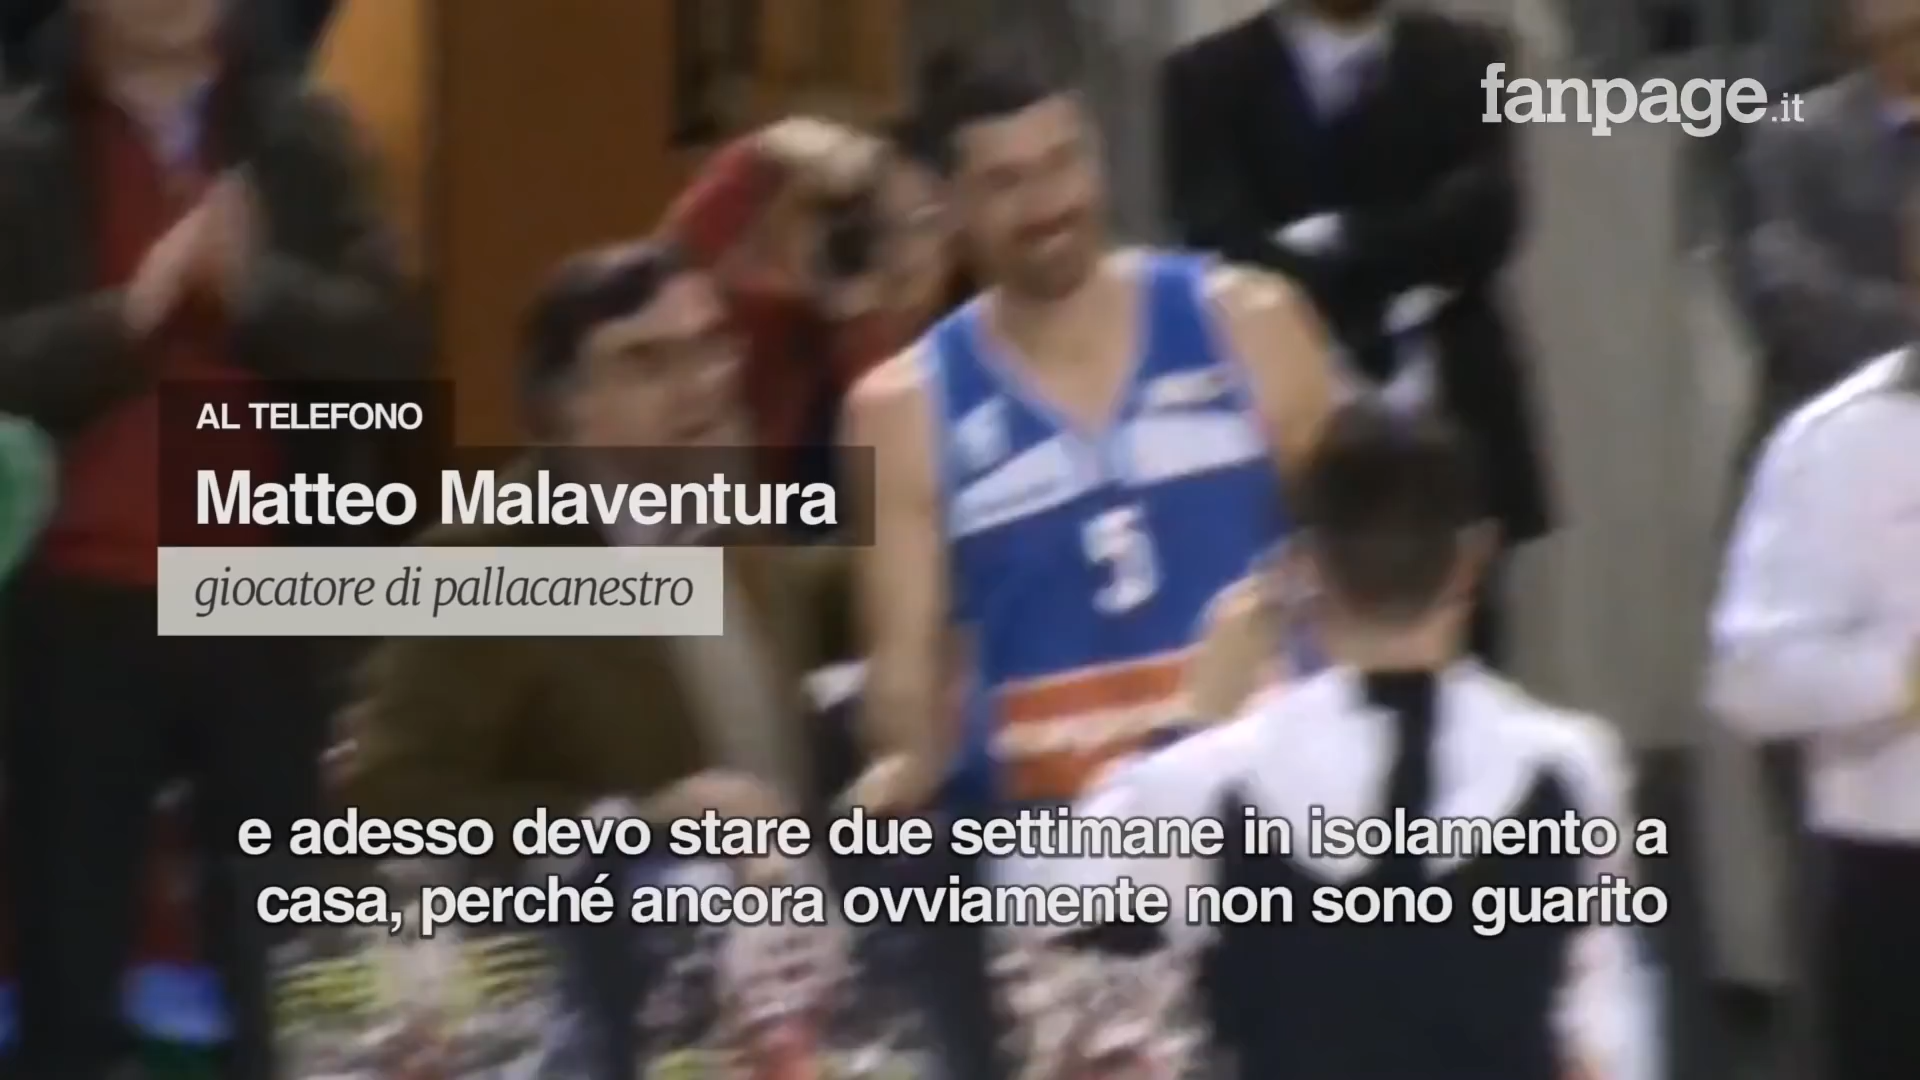 fanpage.it
AL TELEFONO
Matteo Malaventura
giocatore di pallacanestro
5
e adesso devo stare due settimane in isolamento a
casa, perché ancora ovviamente non sono guarito